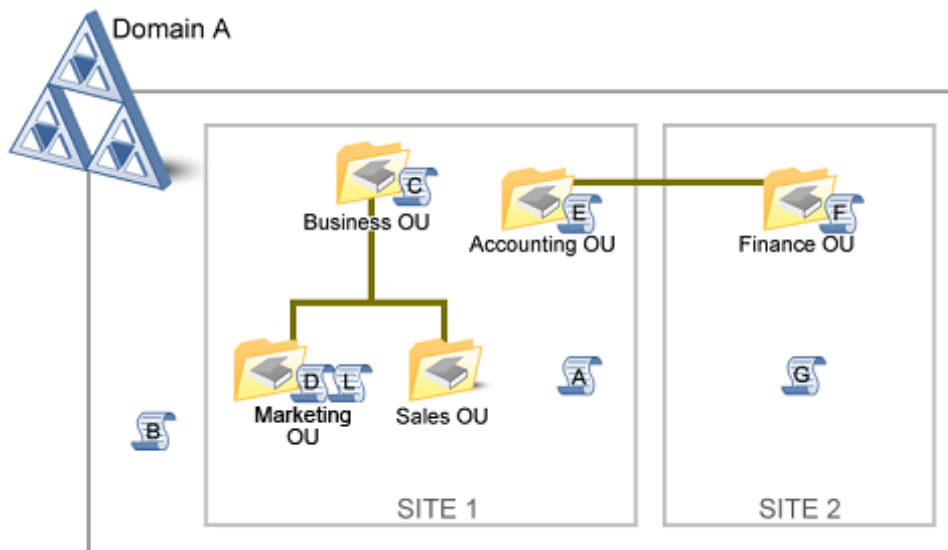 Domain A
C
Business OU
E
Accounting OU
F
Finance OU
D
L
Marketing
OU
Sales OU
A
G
B
SITE 1
SITE 2